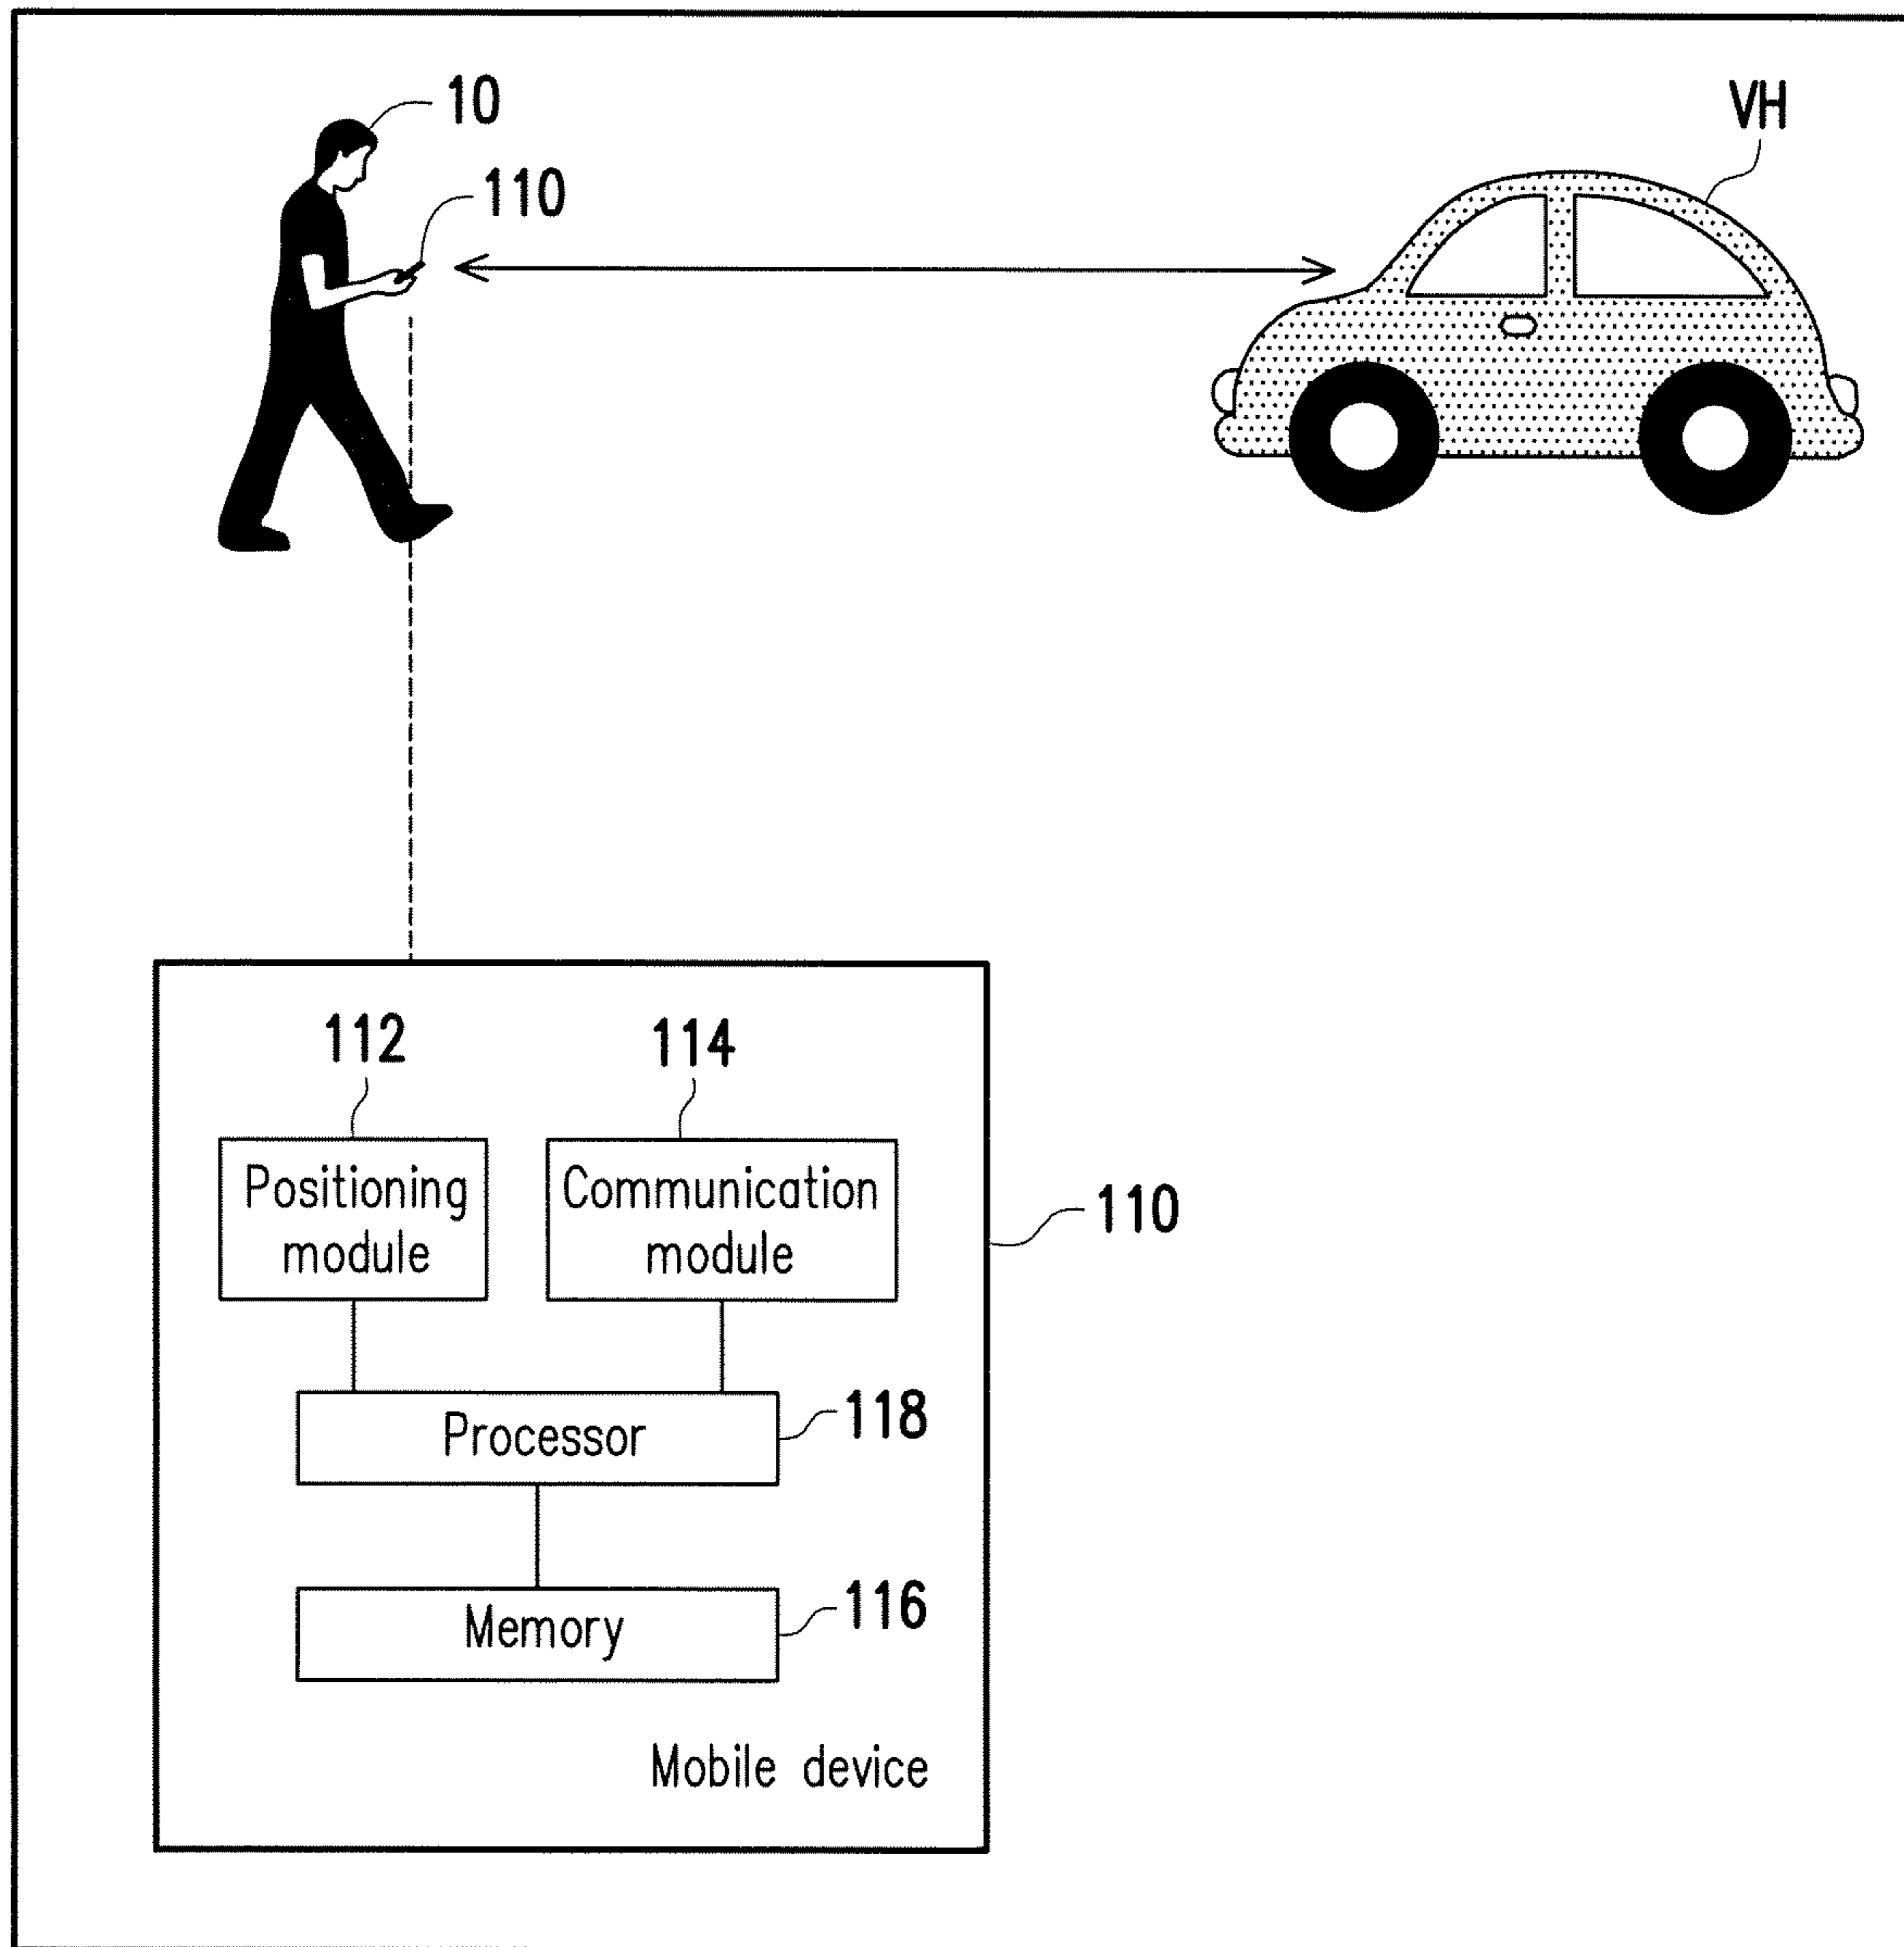 10
VH
110
112
114
Positioning
module
Communication
module
110
Processor
118
Memory
116
Mobile device